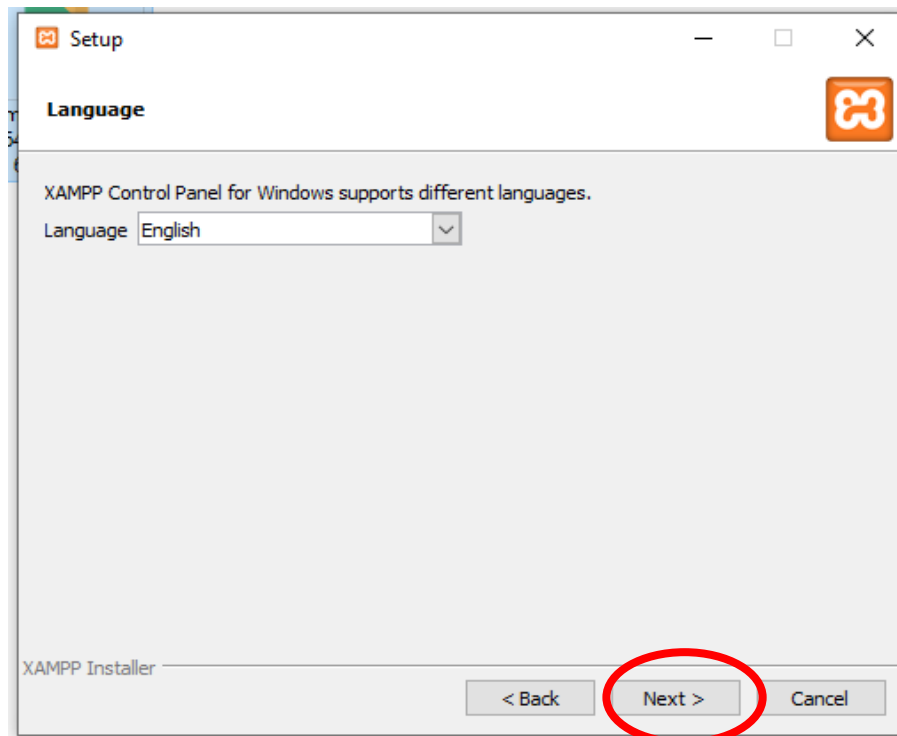 Setup
Language
XAMPP Control Panel for Windows supports different languages.
Language English
XAMPP Installer
< Back Next > Cancel